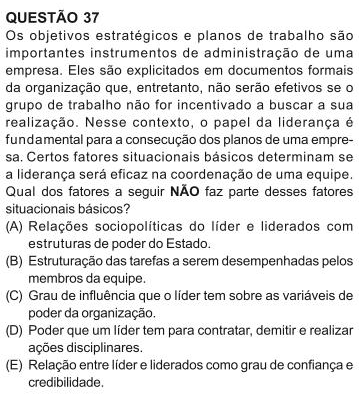 QUESTÃO 37
Os objetivos estratégicos e planos de trabalho são
importantes instrumentos de administração de uma
empresa. Eles são explicitados em documentos formais
da organização que, entretanto, não serão efetivos se o
grupo de trabalho não for incentivado a buscar a sua
realização. Nesse contexto, o papel da liderança é
fundamental para a consecução dos planos de uma empre-
sa. Certos fatores situacionais básicos determinam se
a liderança será eficaz na coordenação de uma equipe.
Qual dos fatores a seguir NÃO faz parte desses fatores
situacionais básicos?
(A) Relações sociopolíticas do líder e liderados com
estruturas de poder do Estado.
(B) Estruturação das tarefas a serem desempenhadas pelos
membros da equipe.
(C) Grau de influência que o líder tem sobre as variáveis de
poder da organização.
(D) Poder que um líder tem para contratar, demitir e realizar
ações disciplinares.
(E) Relação entre líder e liderados como grau de confiança e
credibilidade.